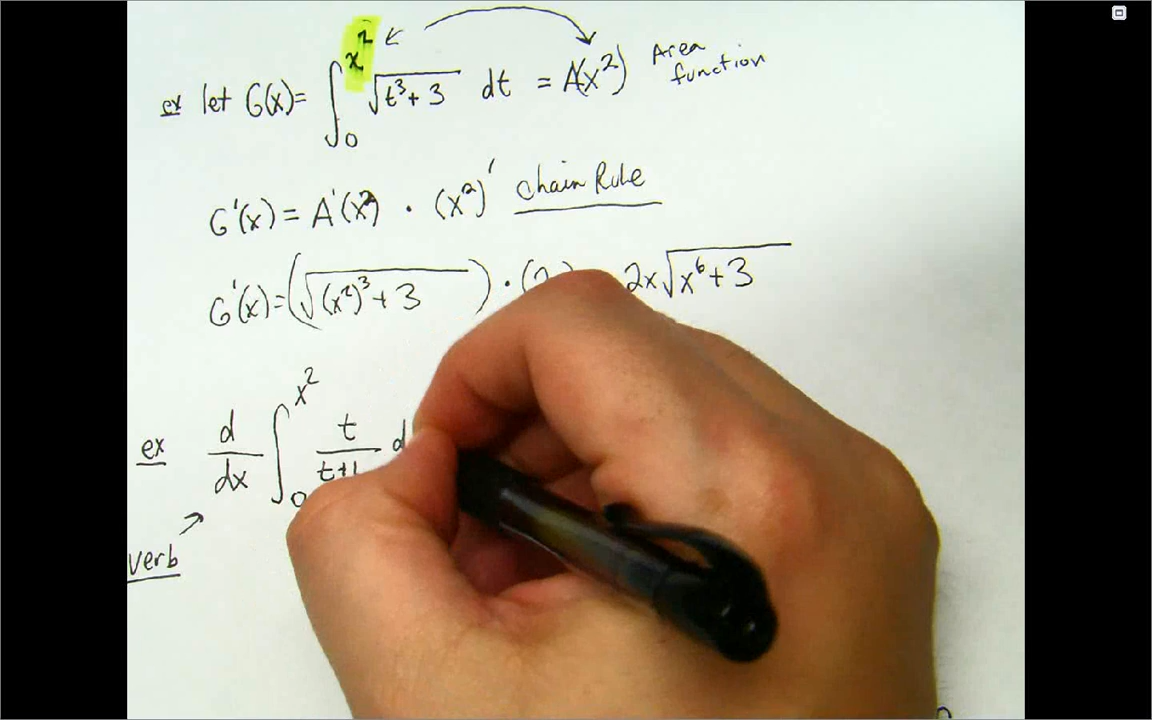 ex let G(x)= ∫₀^x² √(t³+3) dt = A(x²) Area function
G'(x) = A'(x²) · (x²)' chain Rule
G'(x)=(√((x²)³+3)) · (2 2x√(x⁶+3)
ex d/dx ∫₀^x² t/(t+1 d
verb